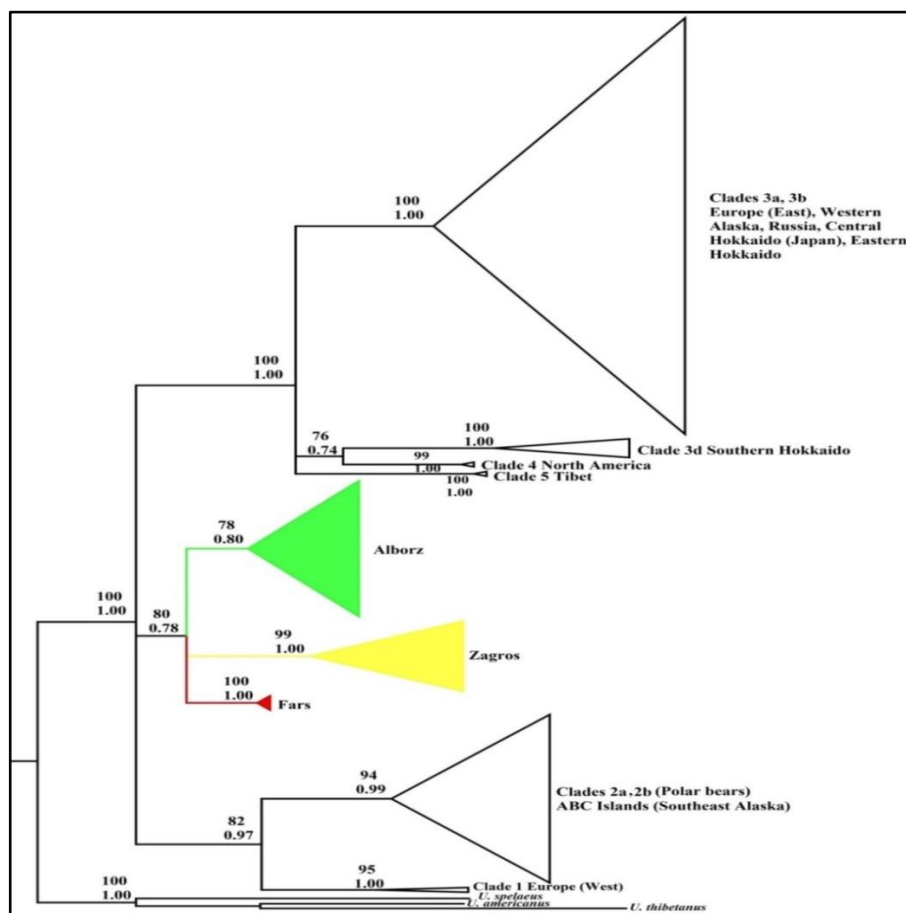 100
1.00
Clades 3a, 3b
Europe (East), Western
Alaska, Russia, Central
Hokkaido (Japan), Eastern
Hokkaido
100
1.00
76
0.74
100
1.00
Clade 3d Southern Hokkaido
99
1.00
Clade 4 North America
100
1.00
Clade 5 Tibet
78
0.80
Alborz
100
1.00
80
0.78
99
1.00
Zagros
100
1.00
Fars
94
0.99
Clades 2a,2b (Polar bears)
ABC Islands (Southeast Alaska)
82
0.97
95
1.00
Clade 1 Europe (West)
100
1.00
U. spelaeus
U. americanus
U. thibetanus